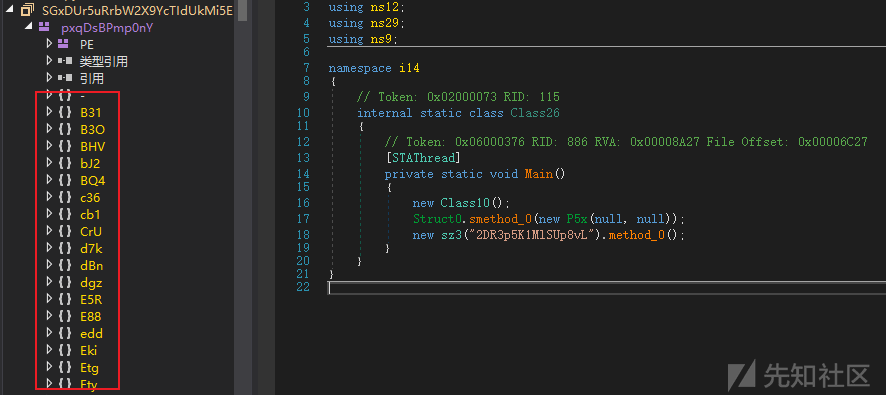 SGxDUr5uRrbW2X9YcTIdUkMi5E
pxqDsBPmp0nY
PE
类型引用
引用
{ } -
{ } B31
{ } B3O
{ } BHV
{ } bJ2
{ } BQ4
{ } c36
{ } cb1
{ } CrU
{ } d7k
{ } dBn
{ } dgz
{ } E5R
{ } E88
{ } edd
{ } Eki
{ } Etg
{ } Ety
3 using ns12;
4 using ns29;
5 using ns9;
6
7 namespace i14
8 {
9 // Token: 0x02000073 RID: 115
10 internal static class Class26
11 {
12 // Token: 0x06000376 RID: 886 RVA: 0x00008A27 File Offset: 0x00006C27
13 [STAThread]
14 private static void Main()
15 {
16 new Class10();
17 Struct0.smethod_0(new P5x(null, null));
18 new sz3("2DR3p5K1MlSUp8vL").method_0();
19 }
20 }
21 }
22
先知社区